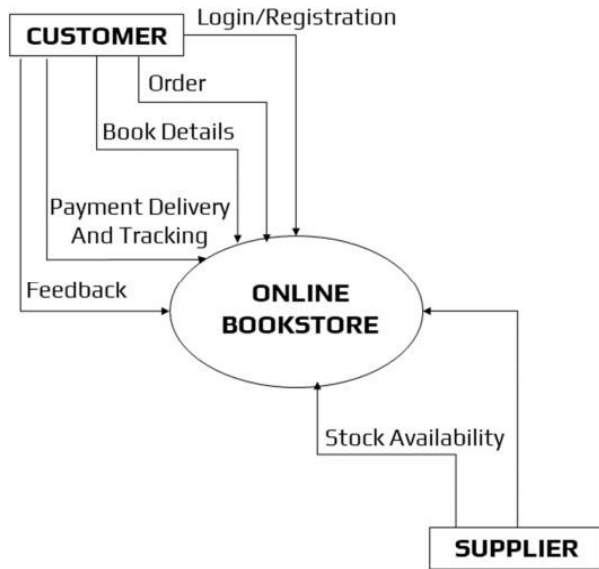 Login/Registration
CUSTOMER
Order
Book Details
Payment Delivery
And Tracking
Feedback
ONLINE
BOOKSTORE
Stock Availability
SUPPLIER